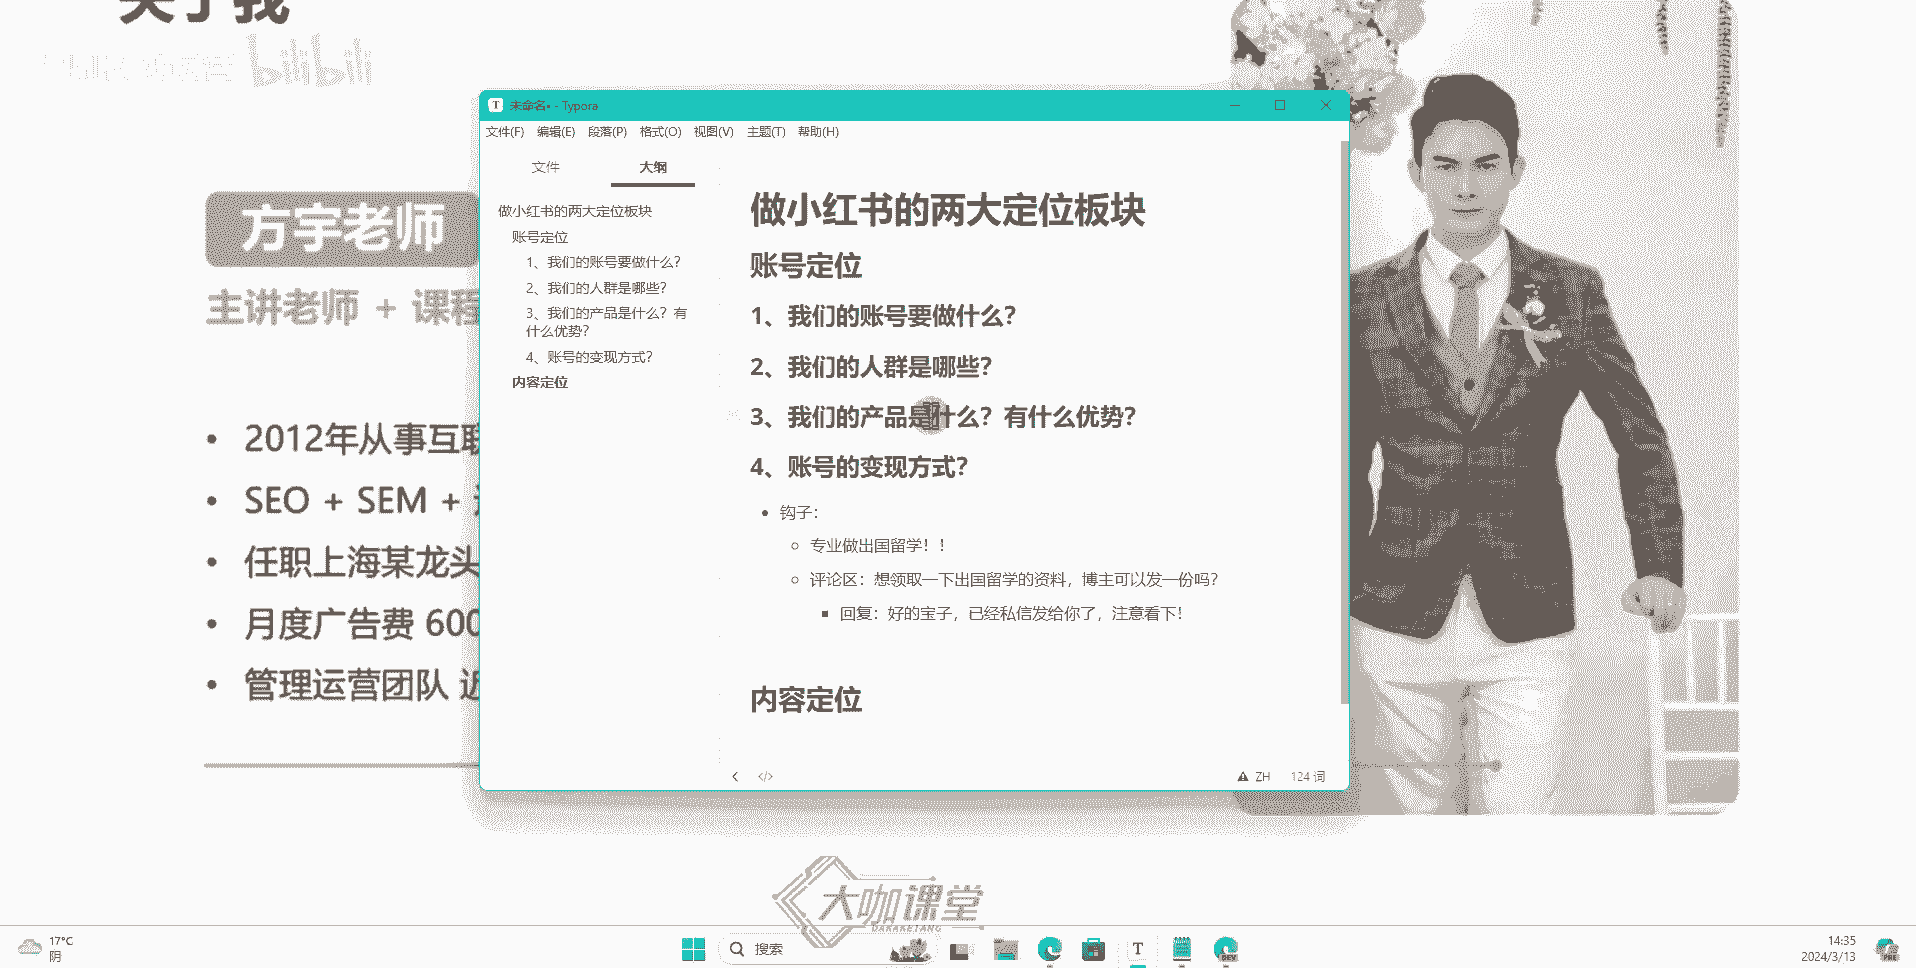 关于我
bilibili
方宇老师
主讲老师 + 课程
2012年从事互联
SEO + SEM +
任职上海某龙头
月度广告费 600
管理运营团队 近
未命名• - Typora
文件(F) 编辑(E) 段落(P) 格式(O) 视图(V) 主题(T) 帮助(H)
文件 大纲
做小红书的两大定位板块
账号定位
1、我们的账号要做什么？
2、我们的人群是哪些？
3、我们的产品是什么？有
什么优势？
4、账号的变现方式？
内容定位
做小红书的两大定位板块
账号定位
1、我们的账号要做什么？
2、我们的人群是哪些？
3、我们的产品是什么？有什么优势？
4、账号的变现方式？
钩子：
专业做出国留学！！
评论区：想领取一下出国留学的资料，博主可以发一份吗？
回复：好的宝子，已经私信发给你了，注意看下！
内容定位
ZH 124 词
大咖课堂
DAKAKETANG
17°C
阴
搜索
T
DEV
14:35
2024/3/13
PRE